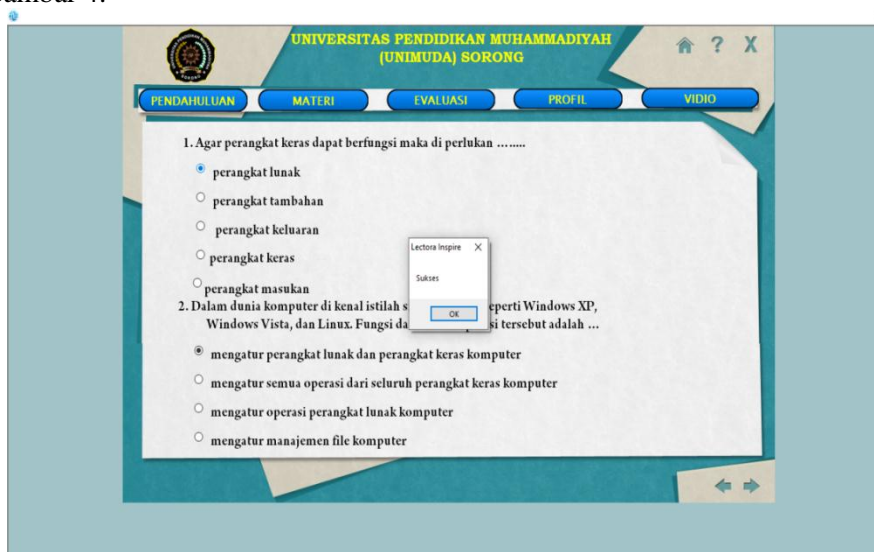 UNIVERSITAS PENDIDIKAN MUHAMMADIYAH
(UNIMUDA) SORONG
? X
PENDAHULUAN MATERI EVALUASI PROFIL VIDIO
1. Agar perangkat keras dapat berfungsi maka di perlukan ........
perangkat lunak
perangkat tambahan
perangkat keluaran
perangkat keras
perangkat masukan
Lectora Inspire X
Sukses
OK
2. Dalam dunia komputer di kenal istilah s eperti Windows XP,
Windows Vista, dan Linux. Fungsi da si tersebut adalah ...
mengatur perangkat lunak dan perangkat keras komputer
mengatur semua operasi dari seluruh perangkat keras komputer
mengatur operasi perangkat lunak komputer
mengatur manajemen file komputer